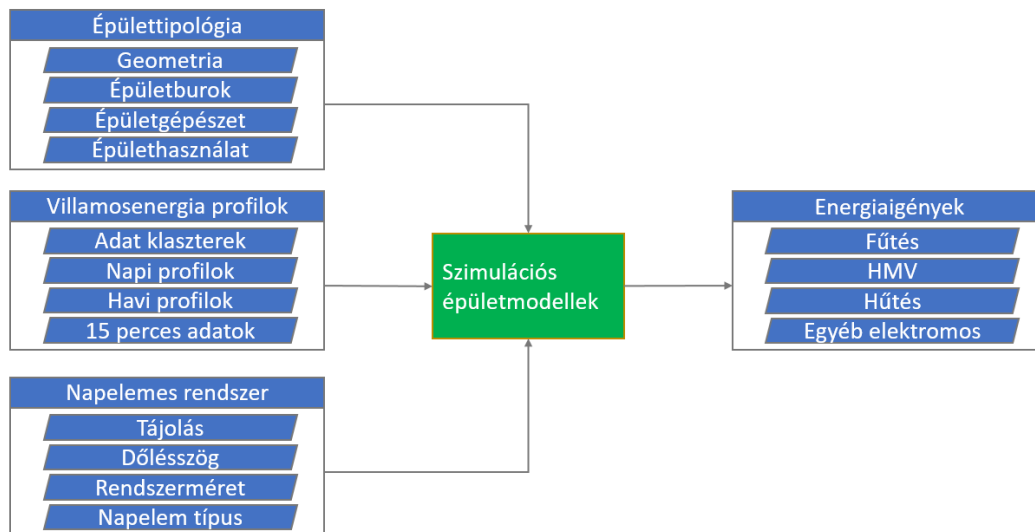 Épülettipológia
Geometria
Épületburok
Épületgépészet
Épülethasználat
Villamosenergia profilok
Adat klaszterek
Napi profilok
Havi profilok
15 perces adatok
Napelemes rendszer
Tájolás
Dőlésszög
Rendszerméret
Napelem típus
Szimulációs
épületmodellek
Energiaigények
Fűtés
HMV
Hűtés
Egyéb elektromos